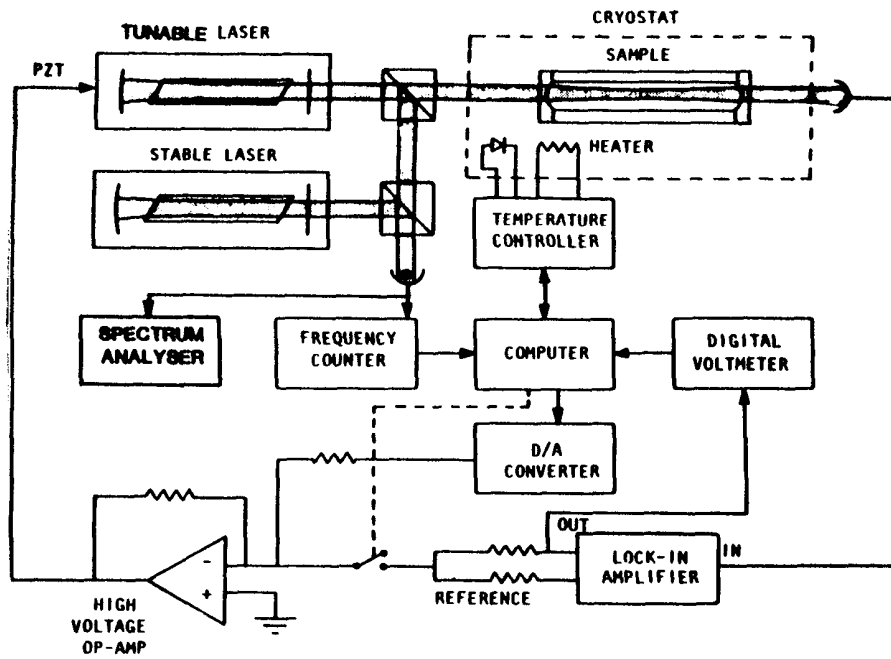 CRYOSTAT
TUNABLE LASER
SAMPLE
PZT
STABLE LASER
HEATER
TEMPERATURE
CONTROLLER
SPECTRUM
ANALYSER
FREQUENCY
COUNTER
COMPUTER
DIGITAL
VOLTMETER
D/A
CONVERTER
OUT
IN
LOCK-IN
AMPLIFIER
REFERENCE
-
+
HIGH
VOLTAGE
OP-AMP